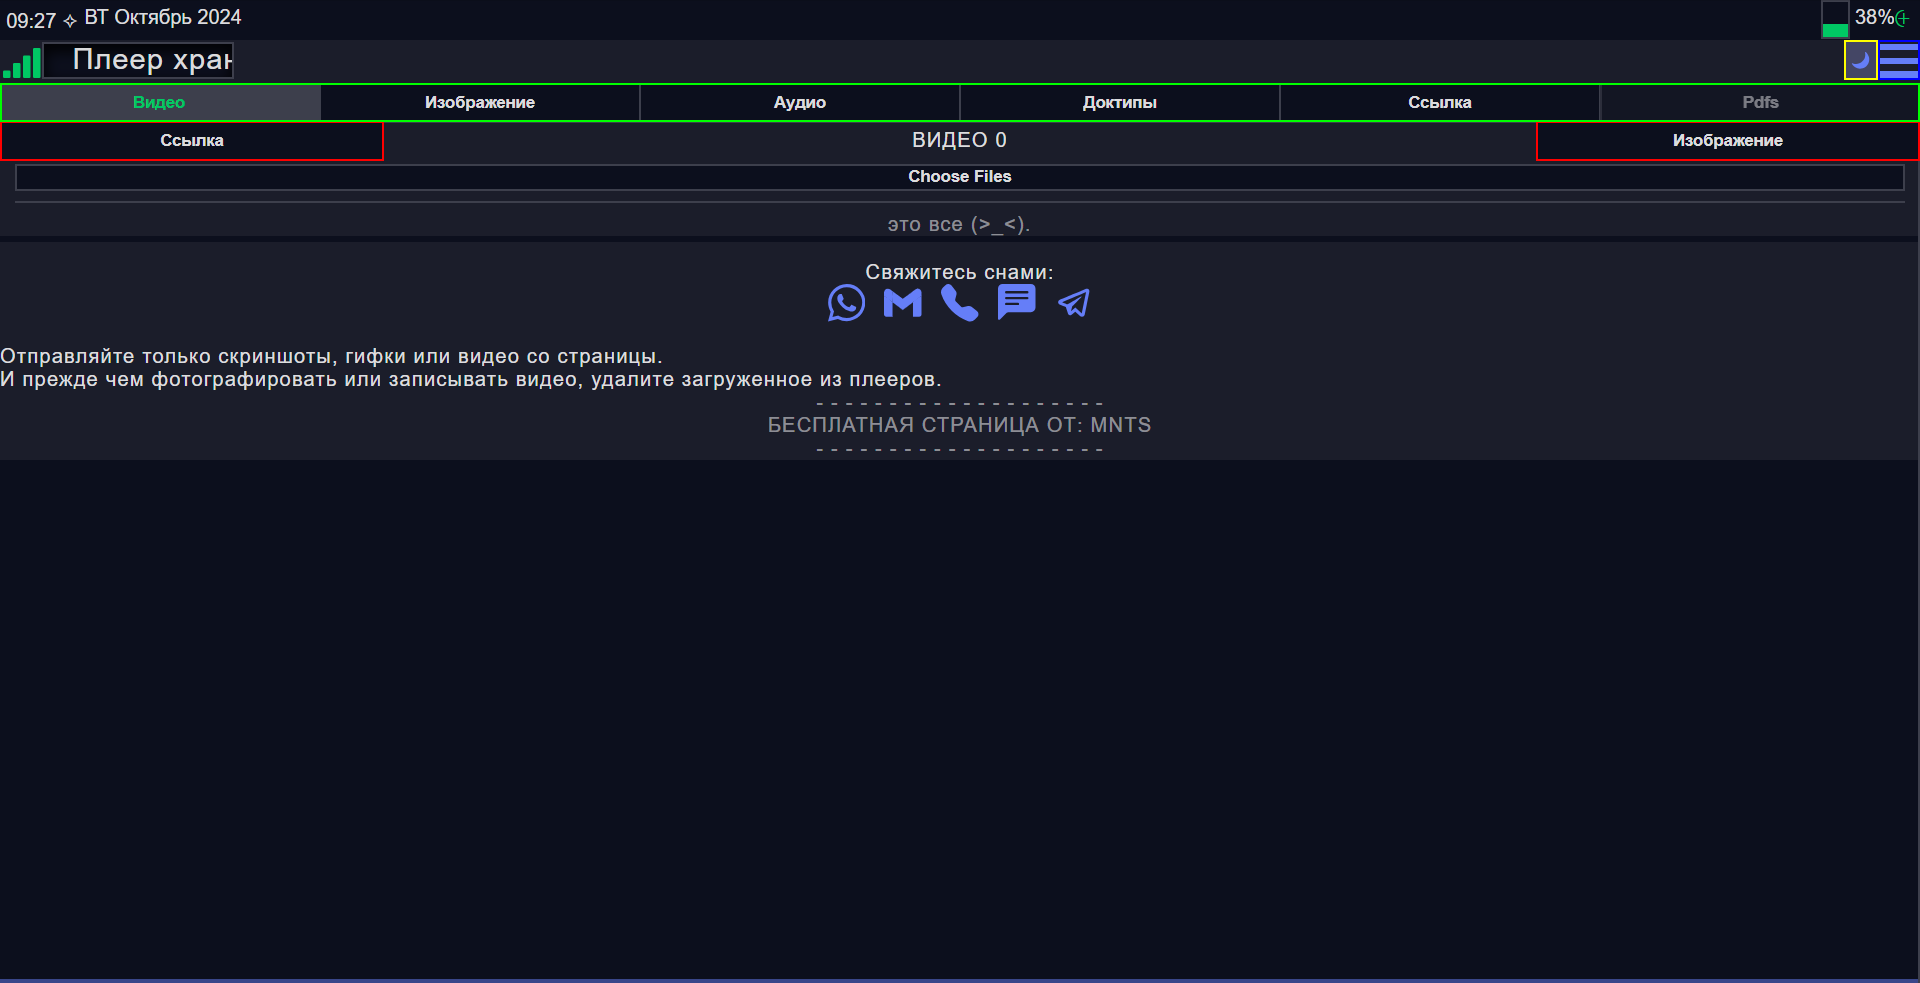 09:27 ⟡ ВТ Октябрь 2024
38%
Плеер хран
Видео
Изображение
Аудио
Доктипы
Ссылка
Pdfs
Ссылка
ВИДЕО 0
Изображение
Choose Files
это все (>_<).
Свяжитесь снами:
Отправляйте только скриншоты, гифки или видео со страницы.
И прежде чем фотографировать или записывать видео, удалите загруженное из плееров.
- - - - - - - - - - - - - - - - - - - -
БЕСПЛАТНАЯ СТРАНИЦА ОТ: MNTS
- - - - - - - - - - - - - - - - - - - -